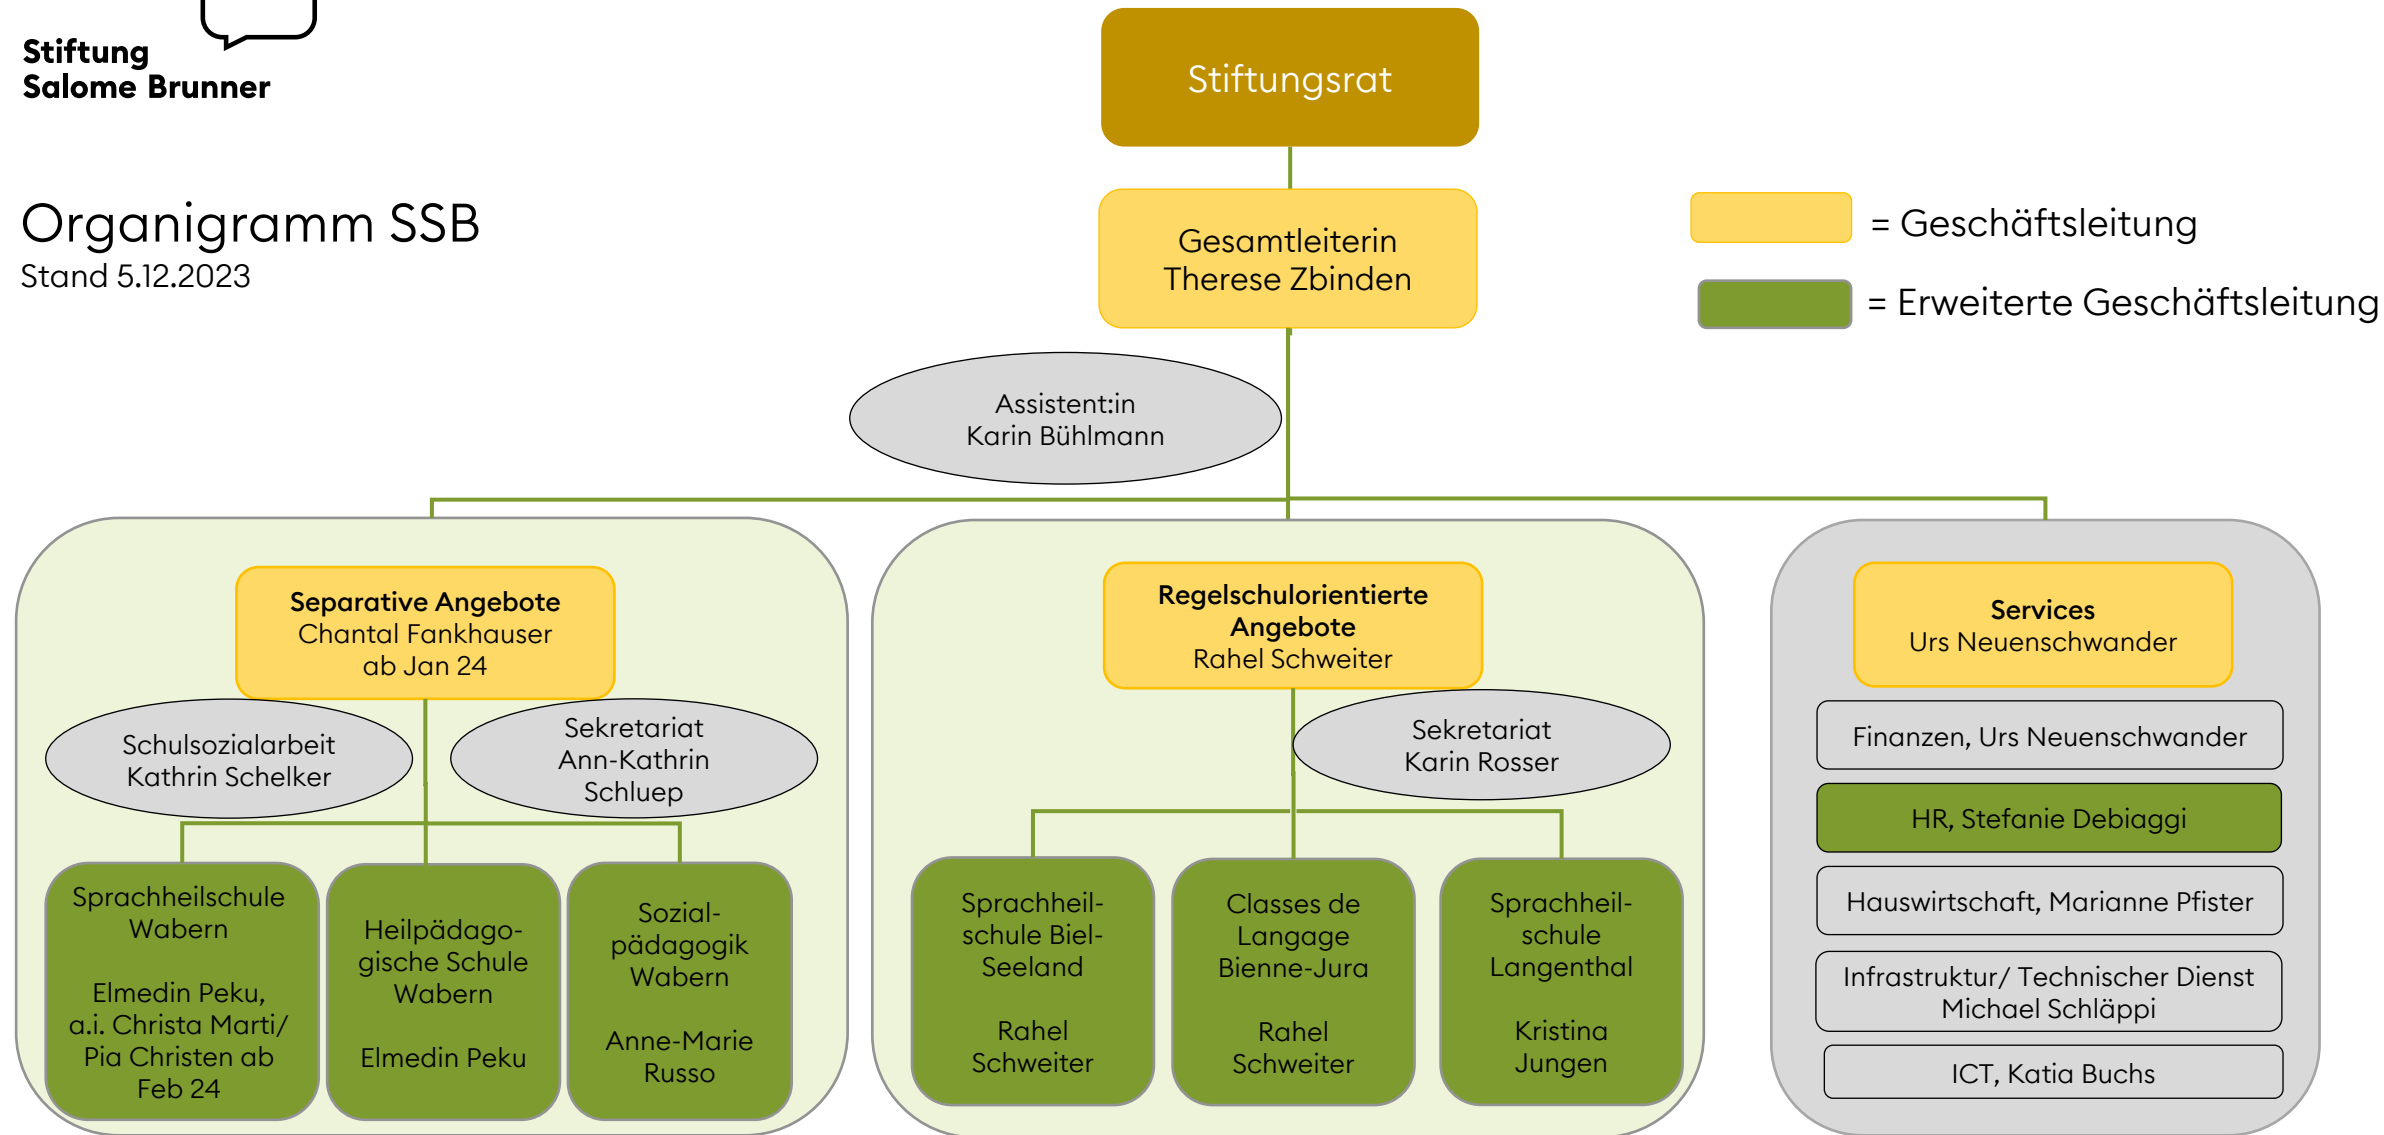 Stiftung
Salome Brunner
Organigramm SSB
Stand 5.12.2023
Stiftungsrat
Gesamtleiterin
Therese Zbinden
= Geschäftsleitung
= Erweiterte Geschäftsleitung
Assistent:in
Karin Bühlmann
Separative Angebote
Chantal Fankhauser
ab Jan 24
Schulsozialarbeit
Kathrin Schelker
Sekretariat
Ann-Kathrin
Schluep
Sprachheilschule
Wabern
Elmedin Peku,
a.i. Christa Marti/
Pia Christen ab
Feb 24
Heilpädago-
gische Schule
Wabern
Elmedin Peku
Sozial-
pädagogik
Wabern
Anne-Marie
Russo
Regelschulorientierte
Angebote
Rahel Schweiter
Sekretariat
Karin Rosser
Sprachheil-
schule Biel-
Seeland
Rahel
Schweiter
Classes de
Langage
Bienne-Jura
Rahel
Schweiter
Sprachheil-
schule
Langenthal
Kristina
Jungen
Services
Urs Neuenschwander
Finanzen, Urs Neuenschwander
HR, Stefanie Debiaggi
Hauswirtschaft, Marianne Pfister
Infrastruktur/ Technischer Dienst
Michael Schläppi
ICT, Katia Buchs